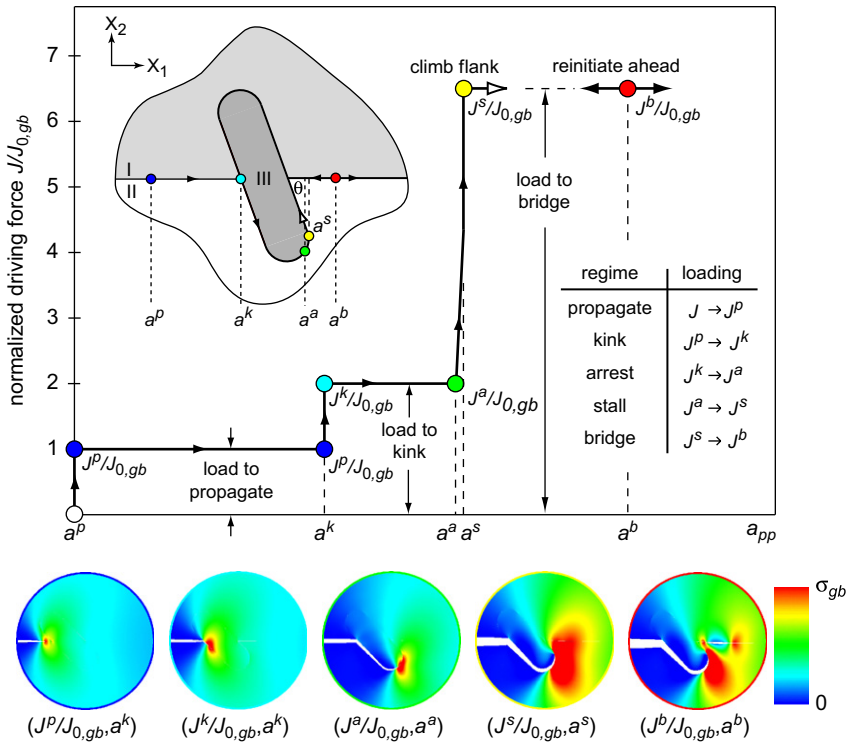 normalized driving force J/J0,gb
7
6
5
4
3
2
1
X2
X1
I
II
III
θ
a^s
a^p
a^k
a^a
a^b
climb flank
reinitiate ahead
J^s/J0,gb
J^b/J0,gb
load to
bridge
regime
loading
propagate
J → J^p
kink
J^p → J^k
arrest
J^k → J^a
stall
J^a → J^s
bridge
J^s → J^b
J^k/J0,gb
J^a/J0,gb
load to
kink
J^p/J0,gb
load to
propagate
J^p/J0,gb
a^p
a^k
a^a
a^s
a^b
a_pp
σgb
0
(J^p/J0,gb,a^k)
(J^k/J0,gb,a^k)
(J^a/J0,gb,a^a)
(J^s/J0,gb,a^s)
(J^b/J0,gb,a^b)